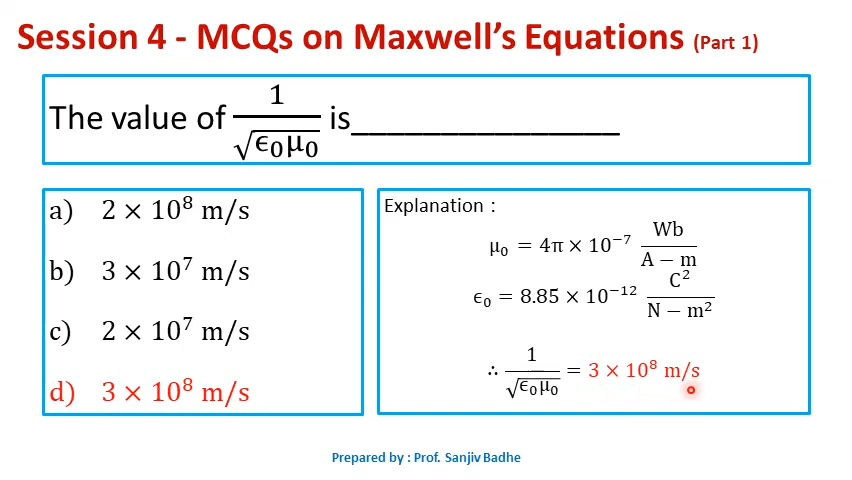 Session 4 - MCQs on Maxwell's Equations (Part 1)
The value of 1/√ϵ₀μ₀ is_______________
a) 2 × 10⁸ m/s
b) 3 × 10⁷ m/s
c) 2 × 10⁷ m/s
d) 3 × 10⁸ m/s
Explanation :
μ₀ = 4π × 10⁻⁷ Wb/A − m
ϵ₀ = 8.85 × 10⁻¹² C²/N − m²
∴ 1/√ϵ₀μ₀ = 3 × 10⁸ m/s
Prepared by : Prof. Sanjiv Badhe